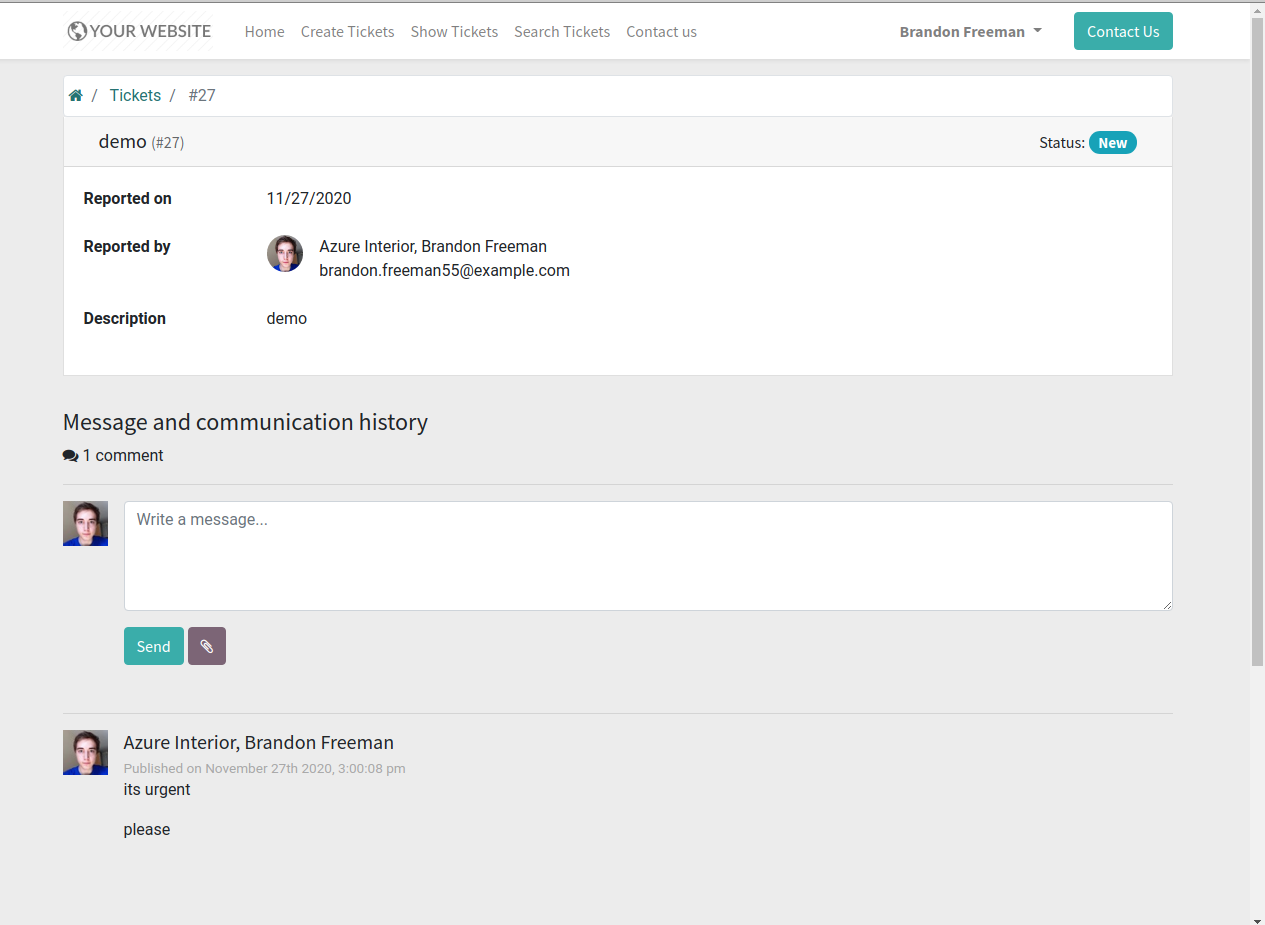 YOUR WEBSITE Home Create Tickets Show Tickets Search Tickets Contact us Brandon Freeman Contact Us
/ Tickets / #27
demo (#27) Status: New
Reported on 11/27/2020
Reported by Azure Interior, Brandon Freeman
brandon.freeman55@example.com
Description demo
Message and communication history
1 comment
Write a message...
Send
Azure Interior, Brandon Freeman
Published on November 27th 2020, 3:00:08 pm
its urgent
please